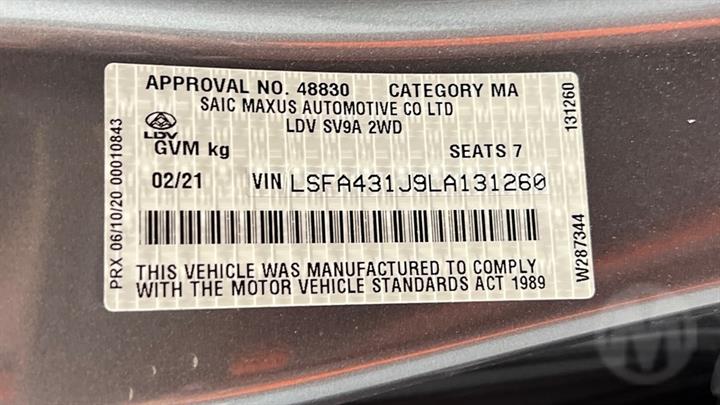 APPROVAL NO. 48830 CATEGORY MA
SAIC MAXUS AUTOMOTIVE CO LTD
LDV SV9A 2WD
LDV
GVM kg SEATS 7
02/21 VIN LSFA431J9LA131260
THIS VEHICLE WAS MANUFACTURED TO COMPLY
WITH THE MOTOR VEHICLE STANDARDS ACT 1989
PRX 06/10/20 00010843
131260
W287344